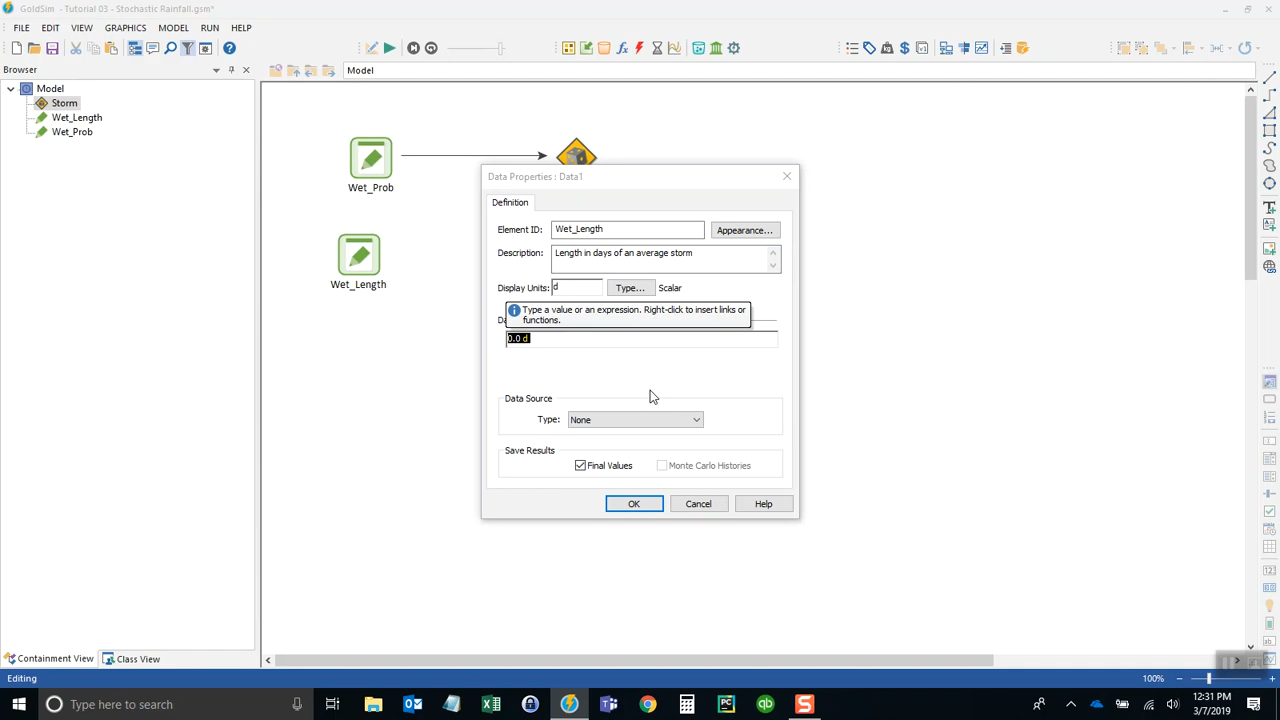 GoldSim - Tutorial 03 - Stochastic Rainfall.gsm*
FILE EDIT VIEW GRAPHICS MODEL RUN HELP
Browser
Model
Model
Storm
Wet_Length
Wet_Prob
Wet_Prob
Wet_Length
Data Properties : Data1
Definition
Element ID: Wet_Length Appearance...
Description: Length in days of an average storm
Display Units: d Type... Scalar
Type a value or an expression. Right-click to insert links or
functions.
0.0 d
Data Source
Type: None
Save Results
Final Values Monte Carlo Histories
OK Cancel Help
Containment View Class View
Editing 100%
Type here to search
12:31 PM
3/7/2019